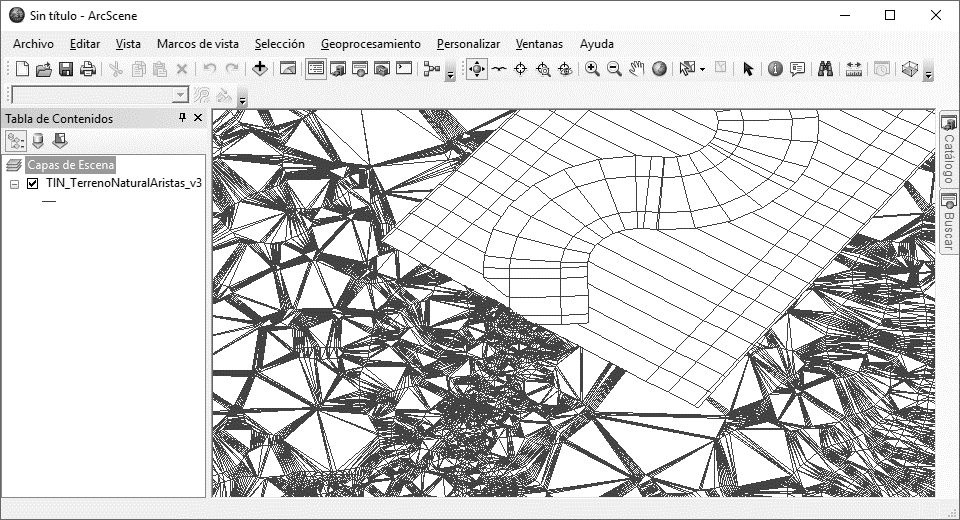 Sin título - ArcScene
Archivo Editar Vista Marcos de vista Selección Geoprocesamiento Personalizar Ventanas Ayuda
Tabla de Contenidos
Capas de Escena
TIN_TerrenoNaturalAristas_v3
Catálogo
Buscar